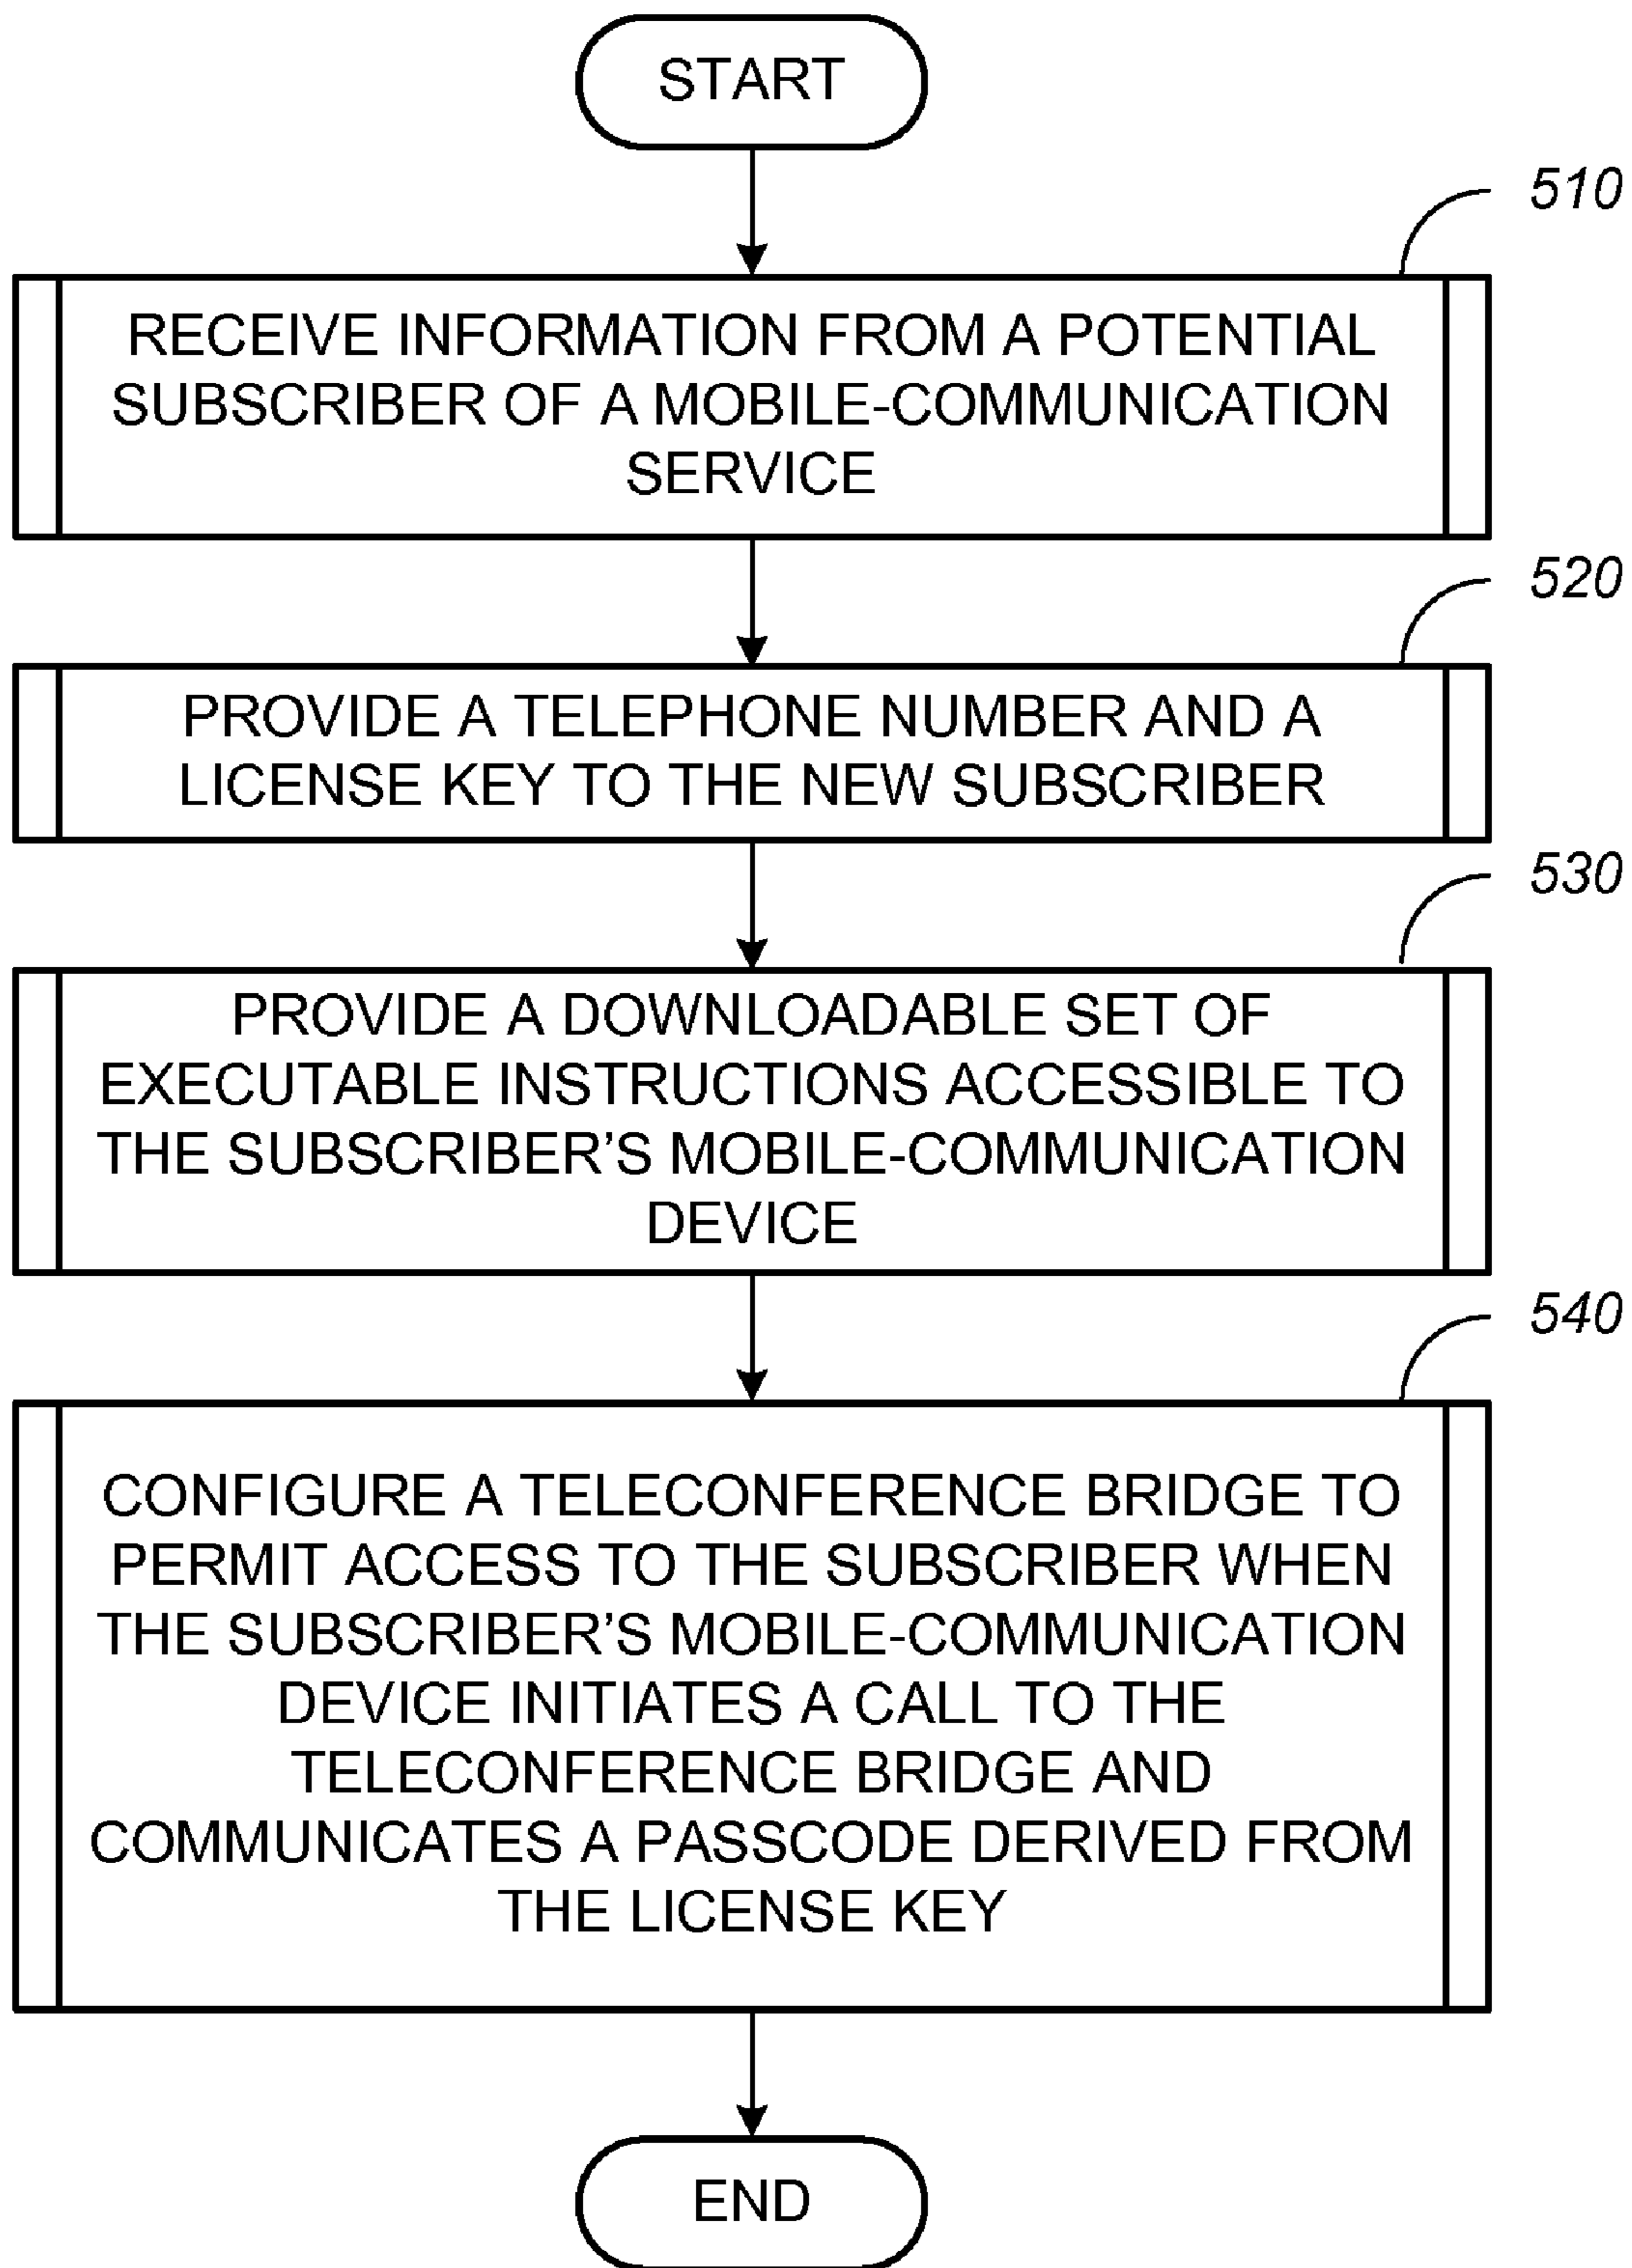 START
510
RECEIVE INFORMATION FROM A POTENTIAL
SUBSCRIBER OF A MOBILE-COMMUNICATION
SERVICE
520
PROVIDE A TELEPHONE NUMBER AND A
LICENSE KEY TO THE NEW SUBSCRIBER
530
PROVIDE A DOWNLOADABLE SET OF
EXECUTABLE INSTRUCTIONS ACCESSIBLE TO
THE SUBSCRIBER'S MOBILE-COMMUNICATION
DEVICE
540
CONFIGURE A TELECONFERENCE BRIDGE TO
PERMIT ACCESS TO THE SUBSCRIBER WHEN
THE SUBSCRIBER'S MOBILE-COMMUNICATION
DEVICE INITIATES A CALL TO THE
TELECONFERENCE BRIDGE AND
COMMUNICATES A PASSCODE DERIVED FROM
THE LICENSE KEY
END